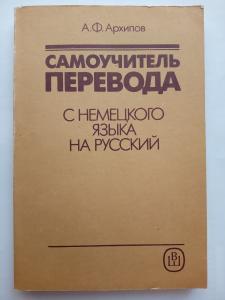 А.Ф.Архипов
САМОУЧИТЕЛЬ
ПЕРЕВОДА
С НЕМЕЦКОГО
ЯЗЫКА
НА РУССКИЙ